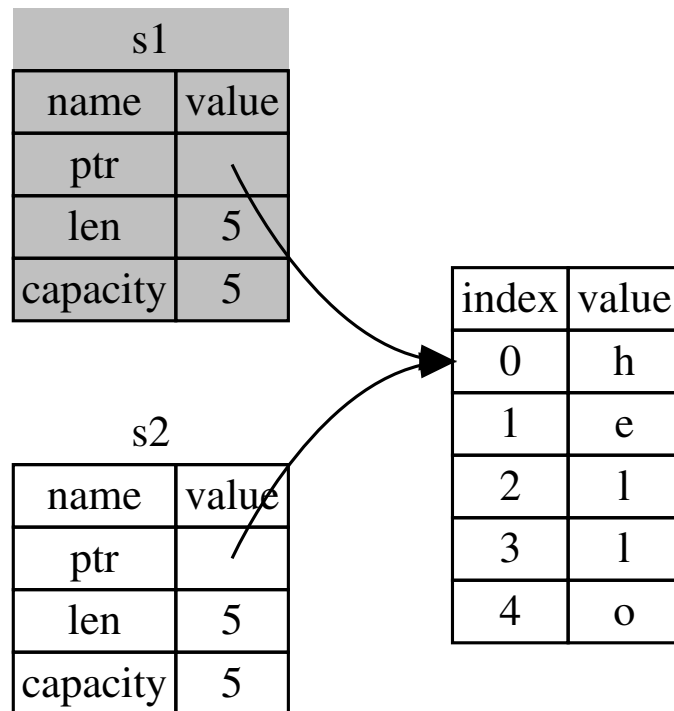 s1
name value
ptr
len 5
capacity 5
s2
name value
ptr
len 5
capacity 5
index value
0 h
1 e
2 l
3 l
4 o